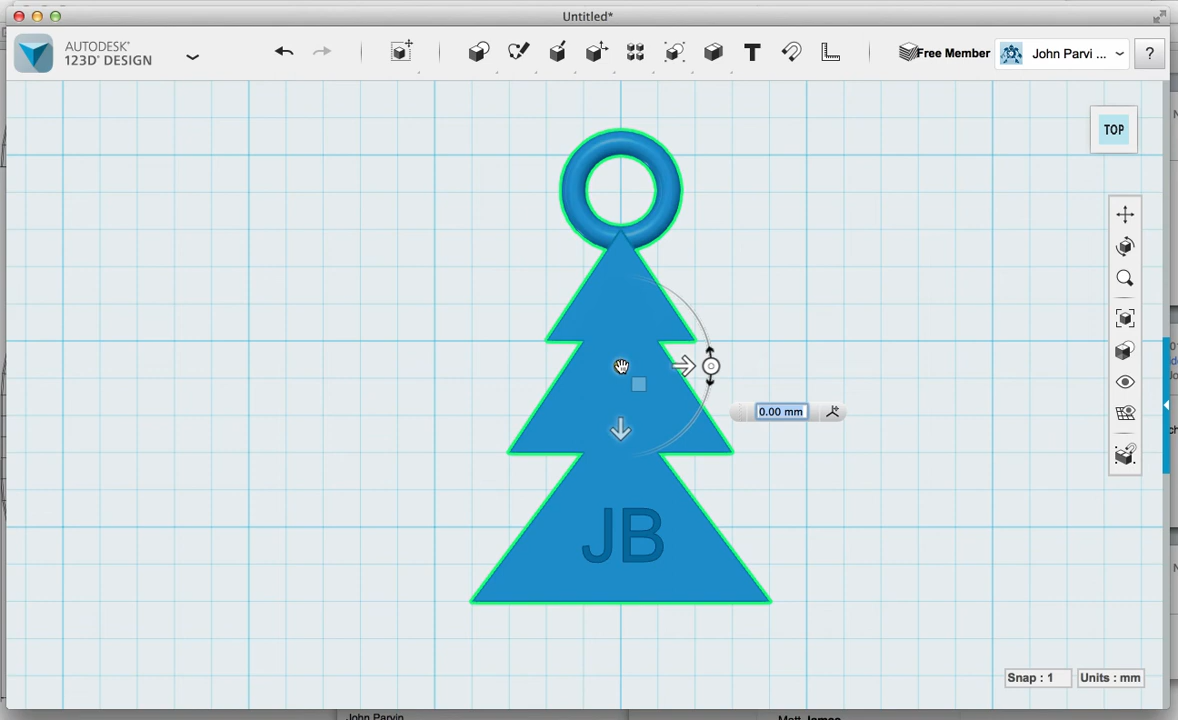 Untitled*
AUTODESK®
123D® DESIGN
T
Free Member
John Parvi ...
?
TOP
0.00 mm
JB
Snap : 1
Units : mm
John Parvin
Matt James